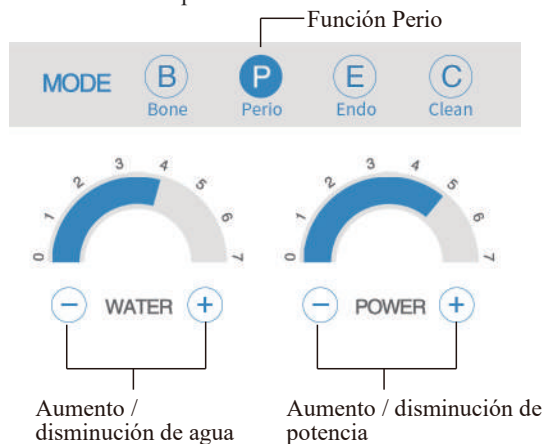 Función Perio
MODE
B
P
E
C
Bone
Perio
Endo
Clean
0 1 2 3 4 5 6 7
0 1 2 3 4 5 6 7
− WATER +
− POWER +
Aumento /
disminución de agua
Aumento / disminución de
potencia